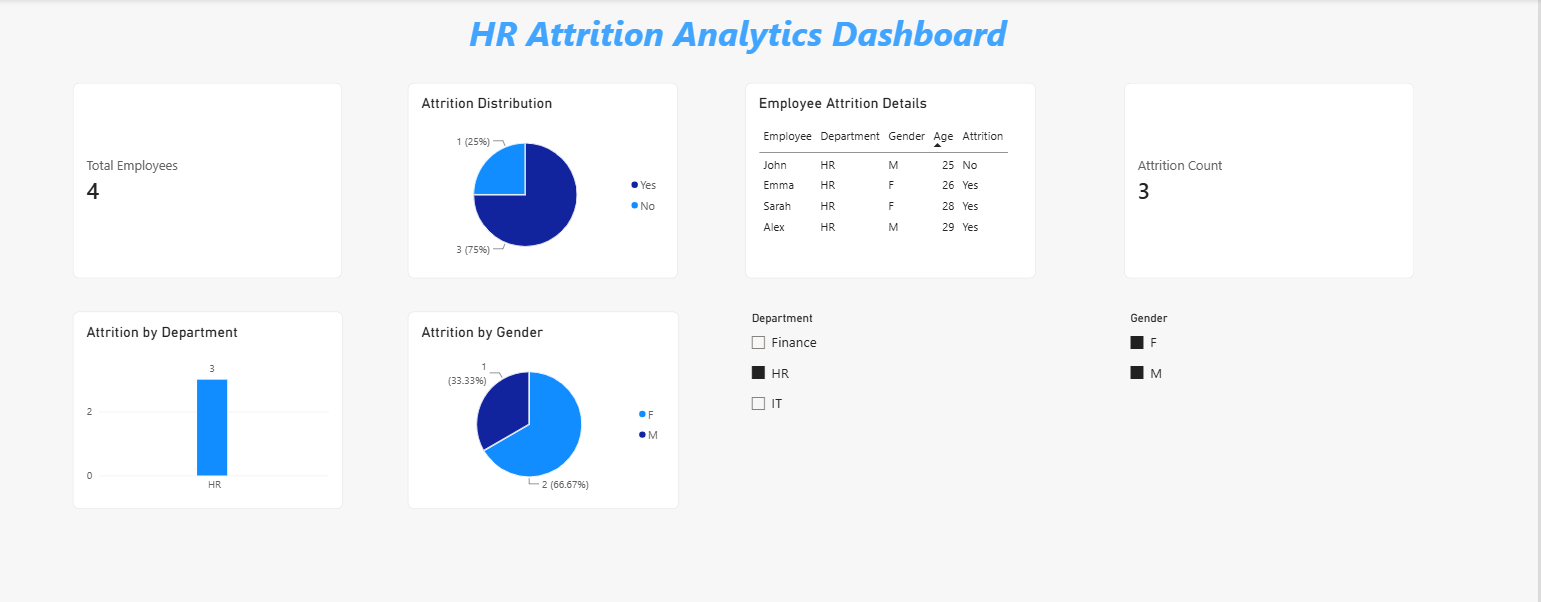 HR Attrition Analytics Dashboard
Total Employees
4
Attrition Distribution
1 (25%)
3 (75%)
Yes
No
Employee Attrition Details
Employee Department Gender Age Attrition
John HR M 25 No
Emma HR F 26 Yes
Sarah HR F 28 Yes
Alex HR M 29 Yes
Attrition Count
3
Attrition by Department
3
2
0
HR
Attrition by Gender
1
(33.33%)
2 (66.67%)
F
M
Department
Finance
HR
IT
Gender
F
M